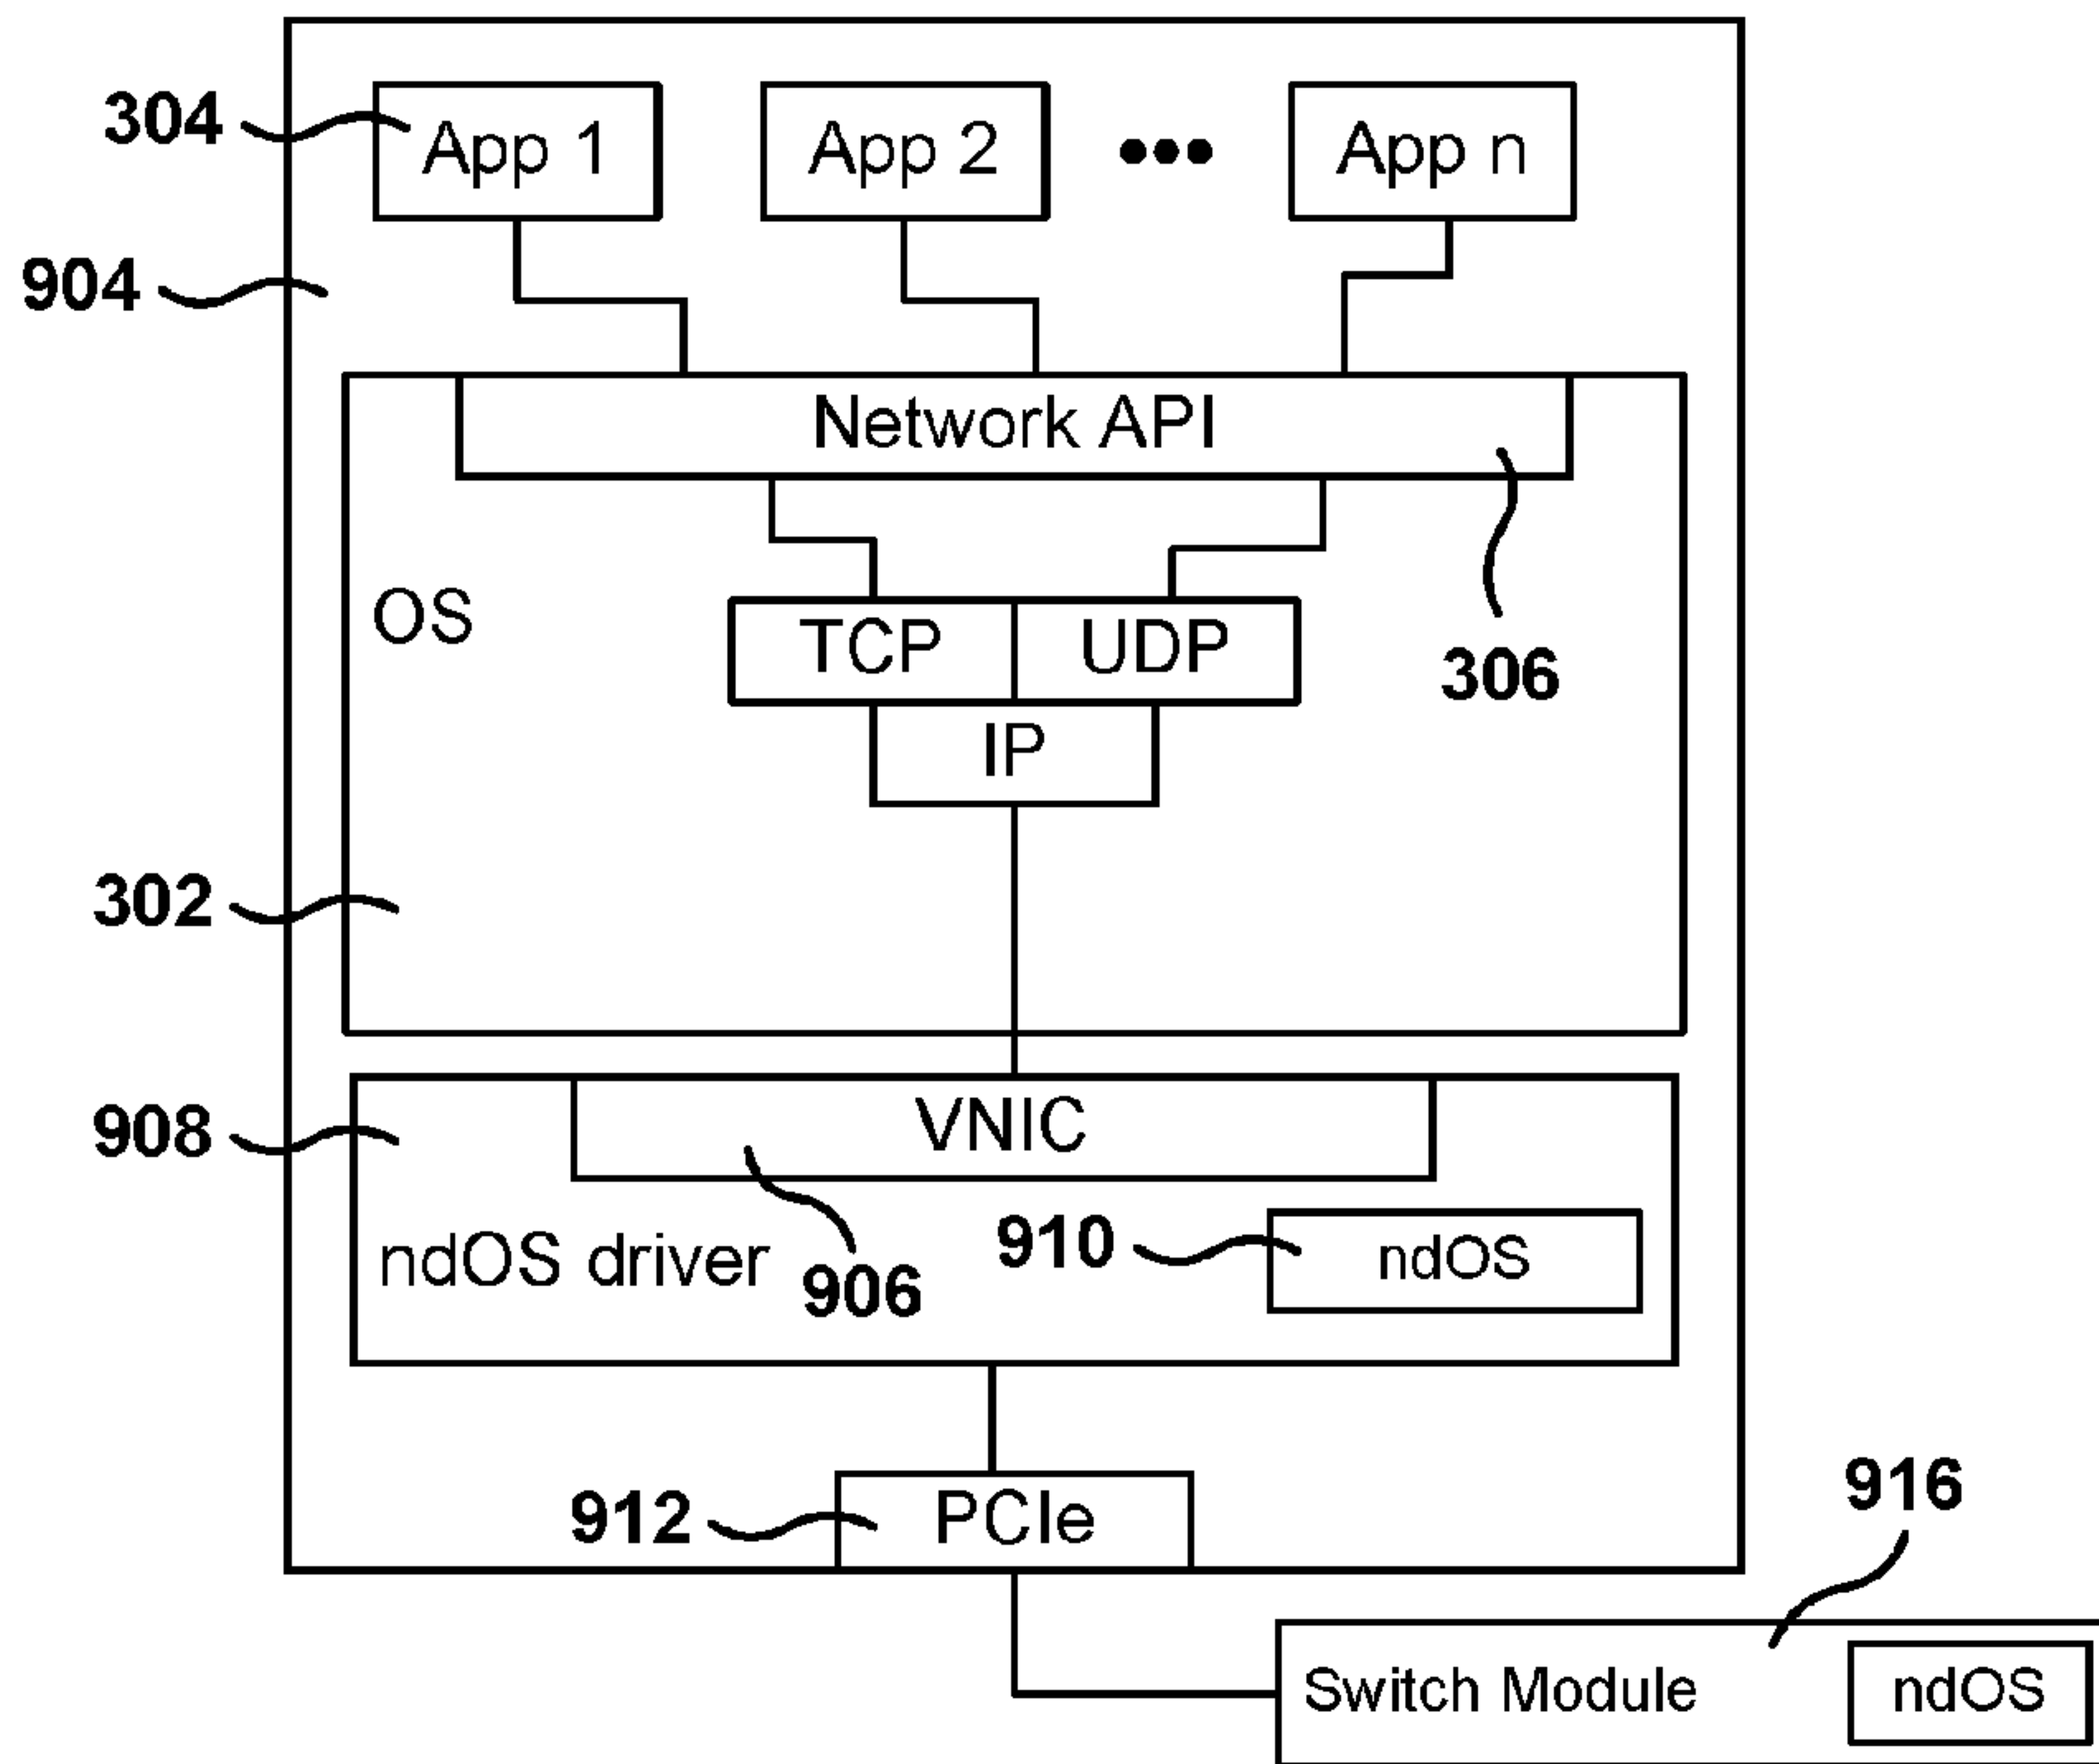 304
App 1
App 2
•••
App n
904
Network API
OS
TCP
UDP
306
IP
302
908
VNIC
ndOS driver
906
910
ndOS
912
PCIe
916
Switch Module
ndOS